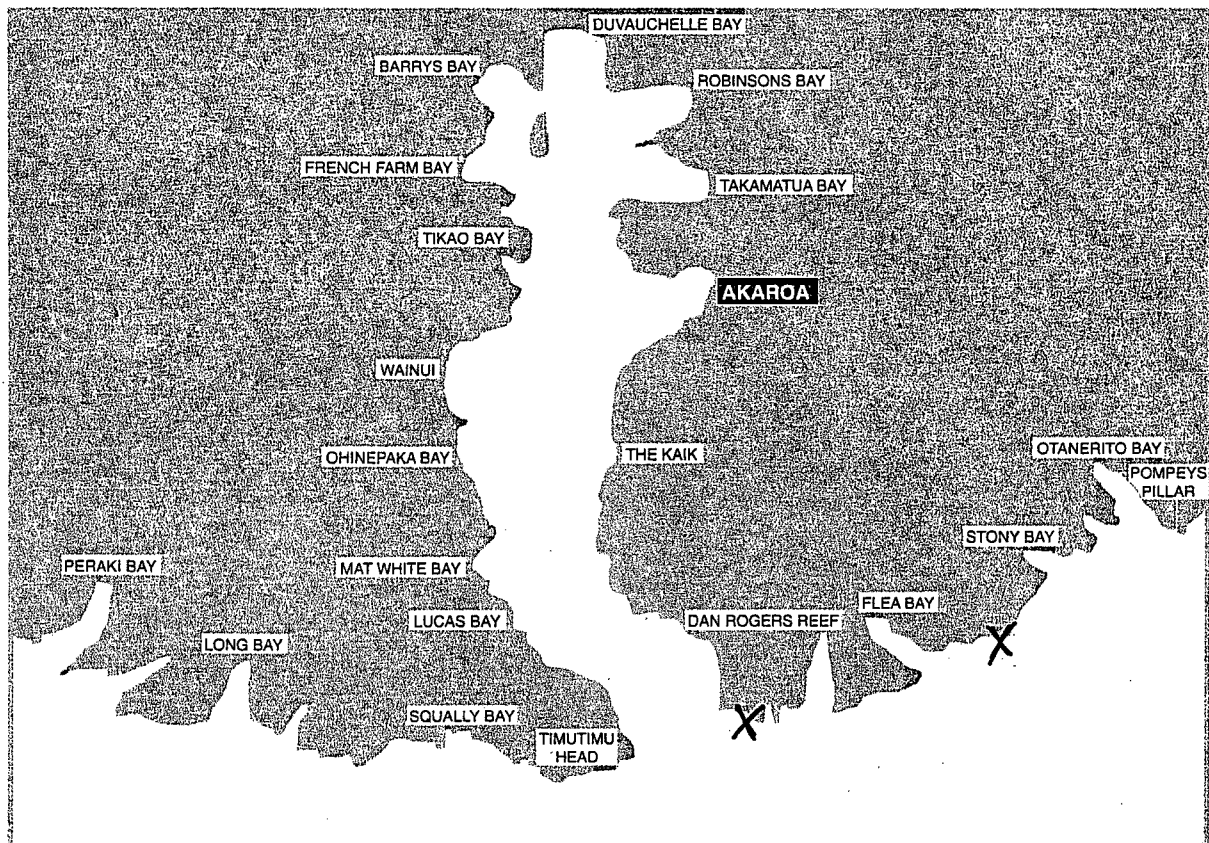 DUVAUCHELLE BAY
BARRYS BAY
ROBINSONS BAY
FRENCH FARM BAY
TAKAMATUA BAY
TIKAO BAY
AKAROA
WAINUI
OHINEPAKA BAY
THE KAIK
OTANERITO BAY
POMPEYS
PILLAR
STONY BAY
PERAKI BAY
MAT WHITE BAY
FLEA BAY
LUCAS BAY
DAN ROGERS REEF
LONG BAY
X
SQUALLY BAY
X
TIMUTIMU
HEAD